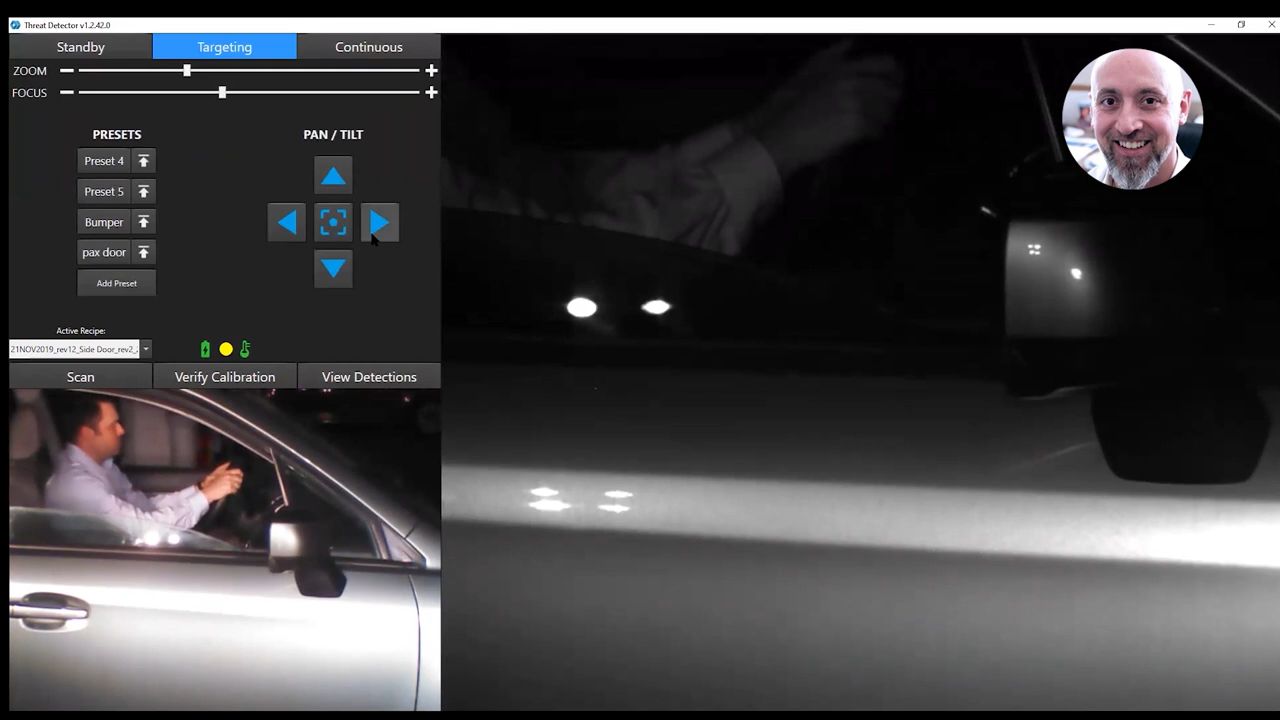 Threat Detector v1.2.42.0
Standby Targeting Continuous
ZOOM
FOCUS
PRESETS
PAN / TILT
Preset 4
Preset 5
Bumper
pax door
Add Preset
Active Recipe:
21NOV2019_rev12_Side Door_rev2_
Scan Verify Calibration View Detections